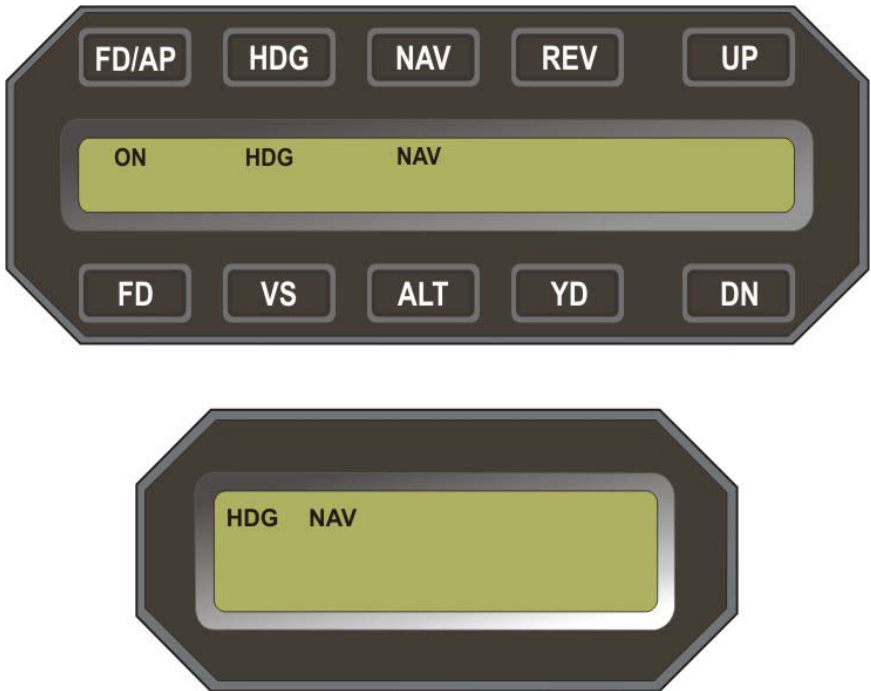 FD/AP HDG NAV REV UP
ON HDG NAV
FD VS ALT YD DN
HDG NAV